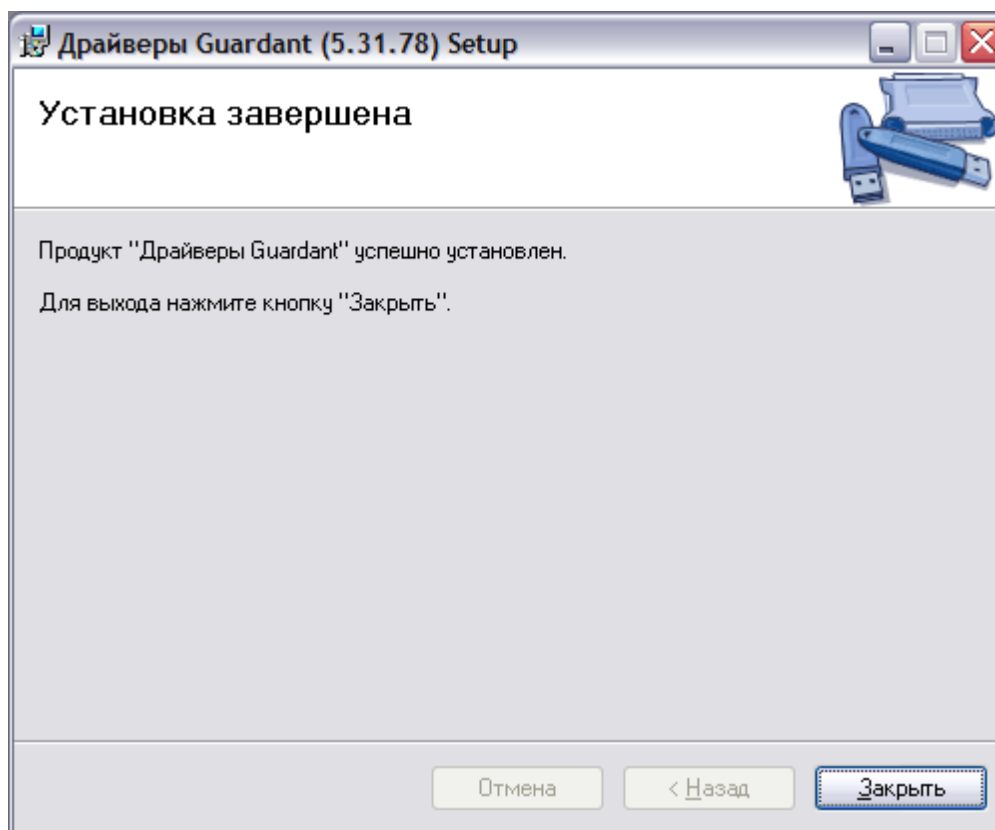 Драйверы Guardant (5.31.78) Setup
Установка завершена
Продукт "Драйверы Guardant" успешно установлен.
Для выхода нажмите кнопку "Закрыть".
Отмена
< Назад
Закрыть